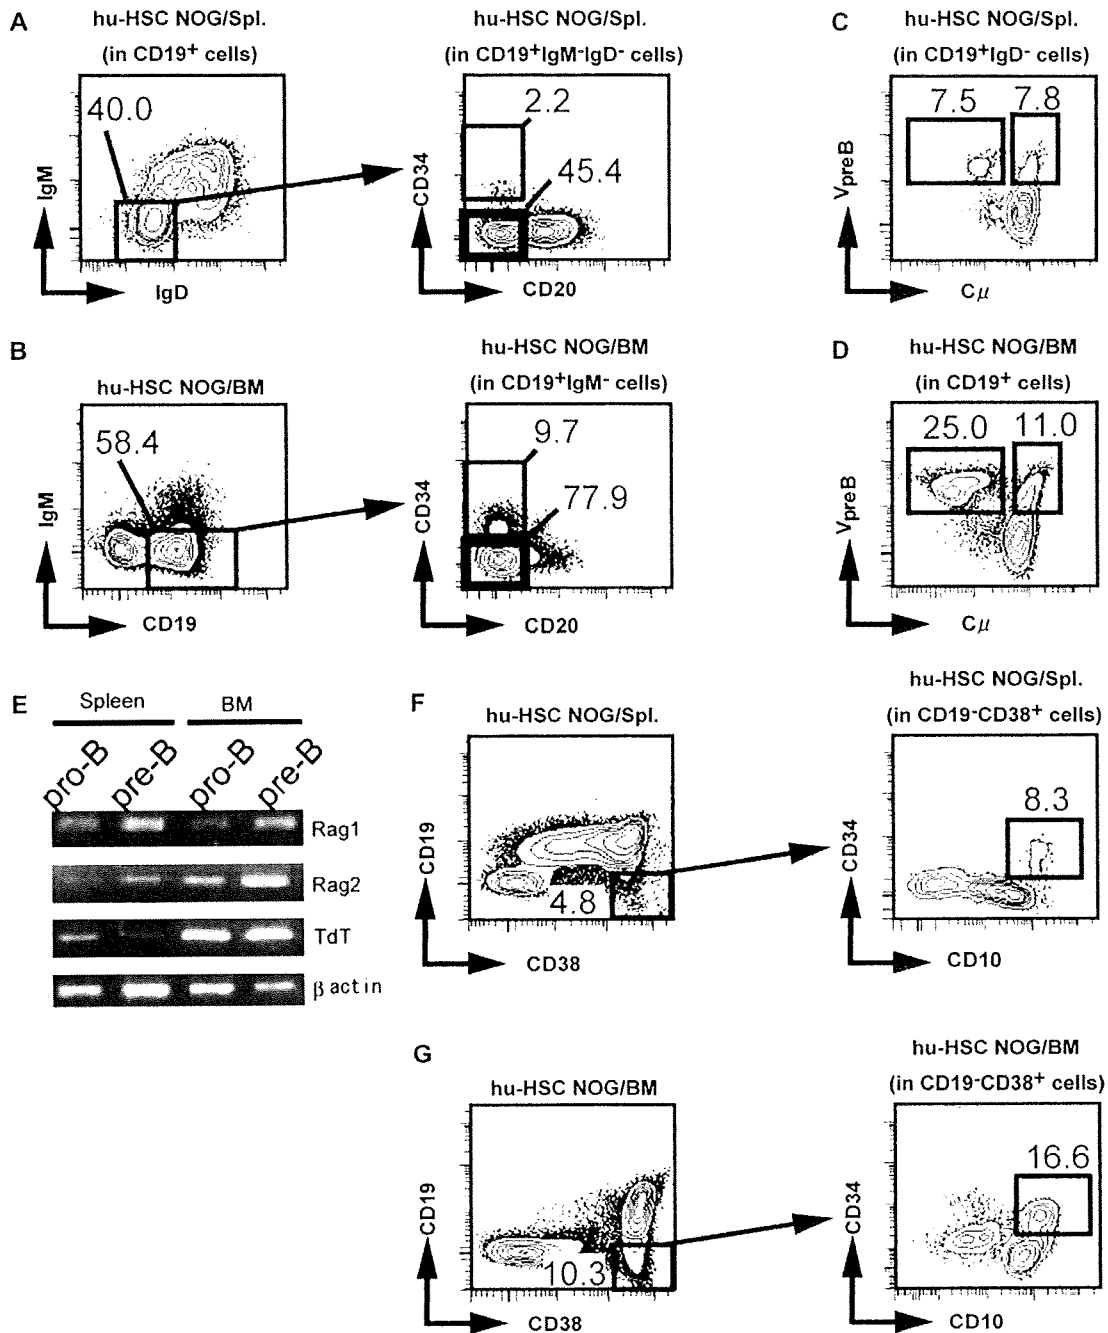 A
hu-HSC NOG/Spl.
(in CD19+ cells)
40.0
IgM
IgD
hu-HSC NOG/Spl.
(in CD19+IgM-IgD- cells)
2.2
45.4
CD34
CD20
C
hu-HSC NOG/Spl.
(in CD19+IgD-)
7.5 7.8
VpreB
Cμ
B
hu-HSC NOG/BM
58.4
IgM
CD19
hu-HSC NOG/BM
(in CD19+IgM- cells)
9.7
77.9
CD34
CD20
D
hu-HSC NOG/BM
(in CD19+ cells)
25.0 11.0
VpreB
Cμ
E
Spleen BM
pro-B pre-B pro-B pre-B
Rag1
Rag2
TdT
β actin
F
hu-HSC NOG/Spl.
CD19
4.8
CD38
hu-HSC NOG/Spl.
(in CD19-CD38+ cells)
8.3
CD34
CD10
G
hu-HSC NOG/BM
CD19
10.3
CD38
hu-HSC NOG/BM
(in CD19-CD38+ cells)
16.6
CD34
CD10